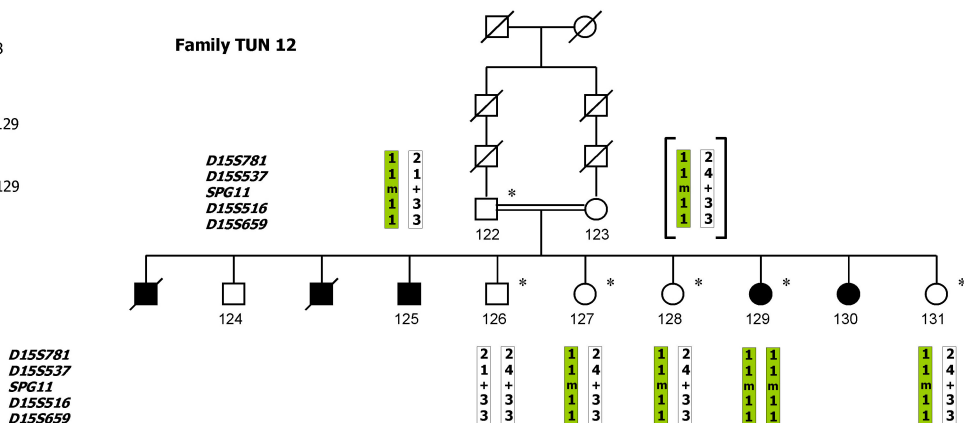 3
Family TUN 12
129
129
D15S781 1 2 1 2
D15S537 1 1 1 4
SPG11 m + * m +
D15S516 1 3 1 3
D15S659 1 3 1 3
122 123
* * * * *
124 125 126 127 128 129 130 131
D15S781 2 2 1 2 1 2 1 1 1 2
D15S537 1 4 1 4 1 4 1 1 1 4
SPG11 + + m + m + m m m +
D15S516 3 3 1 3 1 3 1 1 1 3
D15S659 3 3 1 3 1 3 1 1 1 3